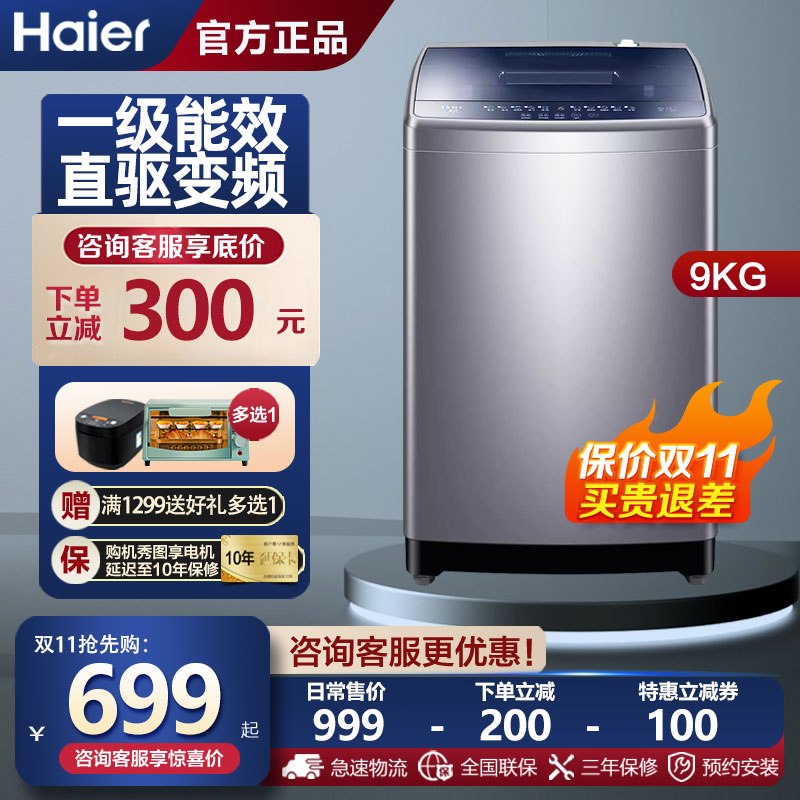 Haier 官方正品
一级能效
直驱变频
咨询客服享底价
下单
立减 300 元
多选1
赠 满1299送好礼多选1
保 购机秀图享电机
延迟至10年保修
10年
9KG
保价双11
买贵退差
双11抢先购：
¥ 699 起
咨询客服享惊喜价
咨询客服更优惠！
日常售价 下单立减 特惠立减券
999 - 200 - 100
急速物流 全国联保 三年保修 预约安装